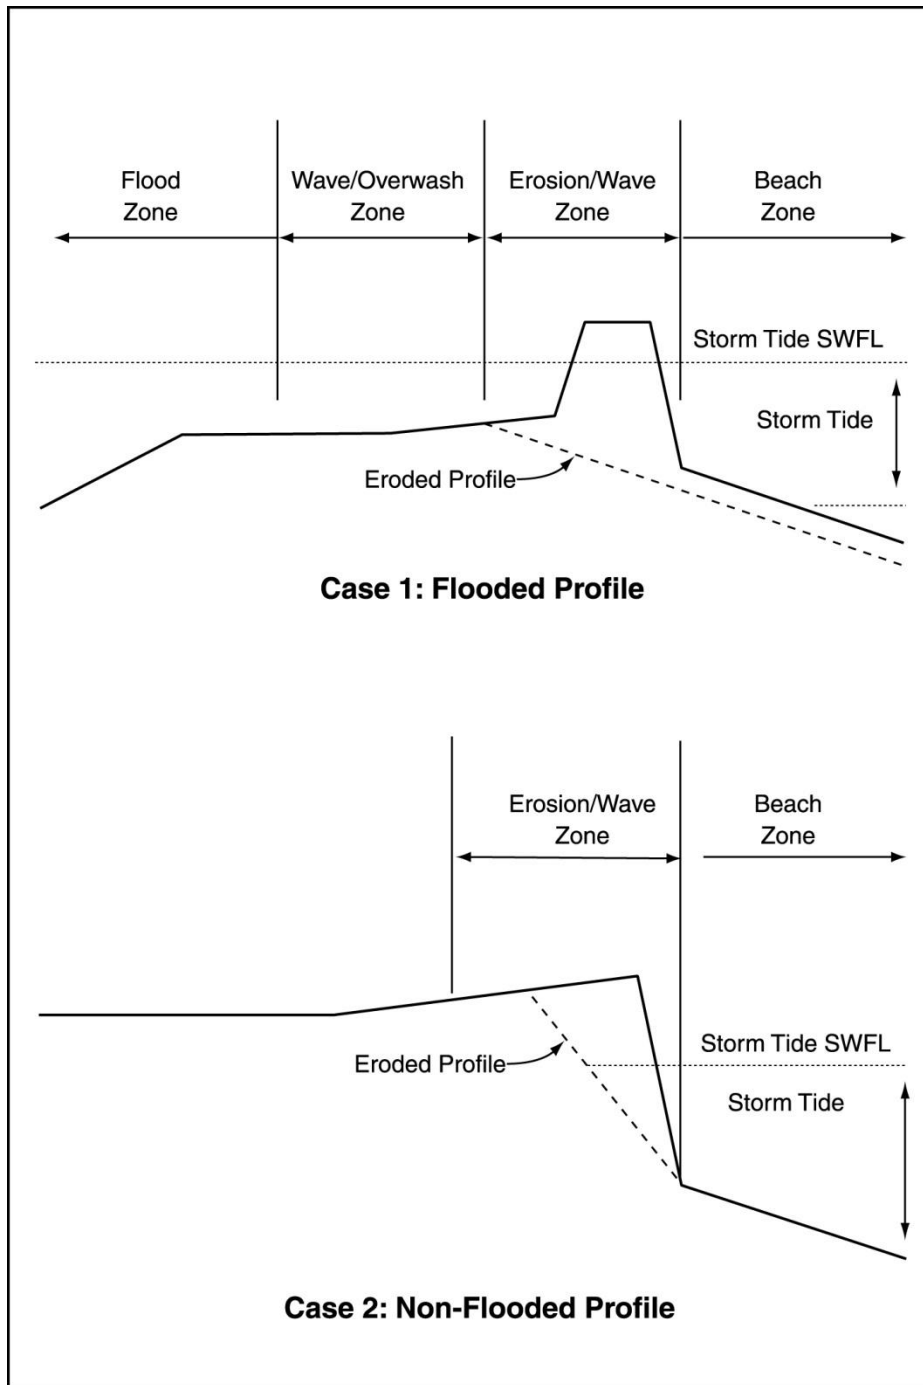 Flood
Zone
Wave/Overwash
Zone
Erosion/Wave
Zone
Beach
Zone
Storm Tide SWFL
Storm Tide
Eroded Profile
Case 1: Flooded Profile
Erosion/Wave
Zone
Beach
Zone
Storm Tide SWFL
Eroded Profile
Storm Tide
Case 2: Non-Flooded Profile